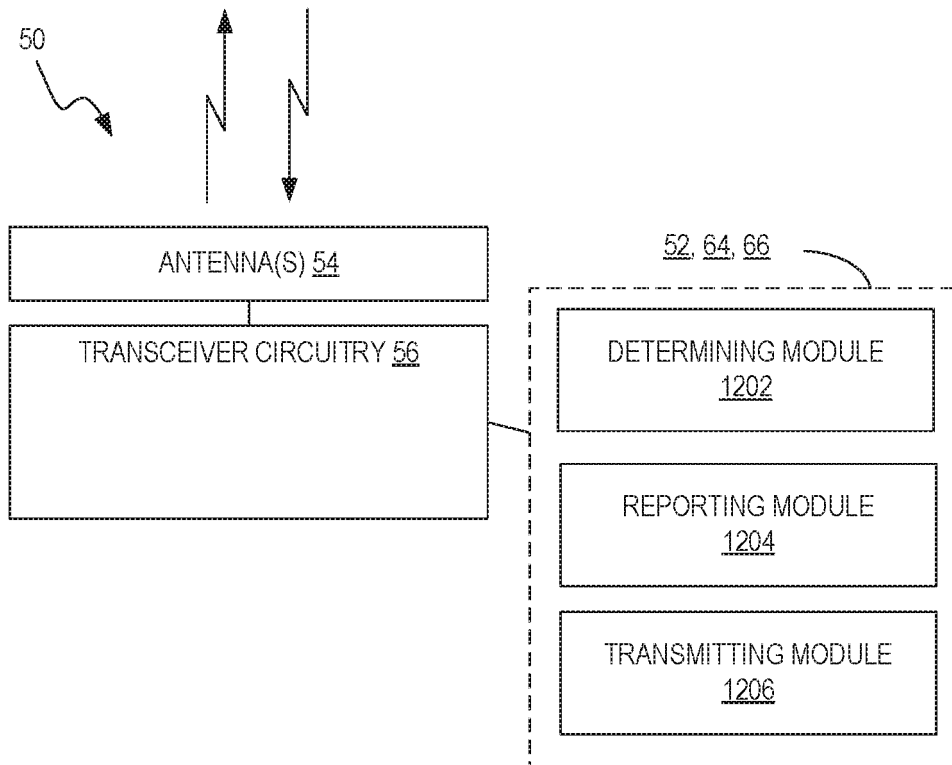 50
ANTENNA(S) 54
52, 64, 66
TRANSCEIVER CIRCUITRY 56
DETERMINING MODULE
1202
REPORTING MODULE
1204
TRANSMITTING MODULE
1206